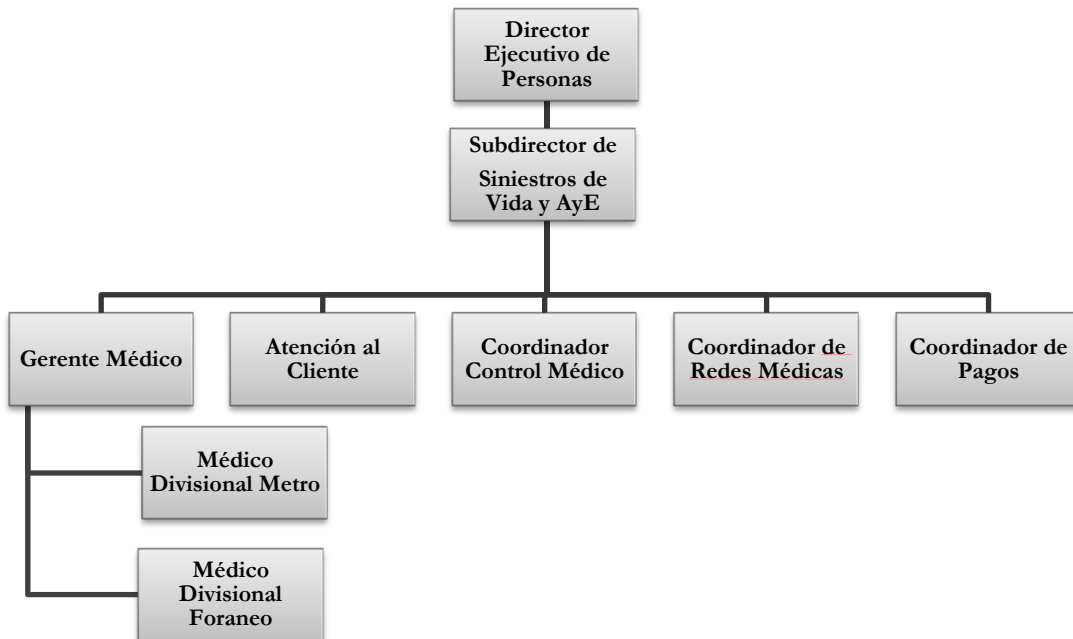 Director
Ejecutivo de
Personas
Subdirector de
Siniestros de
Vida y AyE
Gerente Médico
Atención al
Cliente
Coordinador
Control Médico
Coordinador de
Redes Médicas
Coordinador de
Pagos
Médico
Divisional Metro
Médico
Divisional
Foraneo